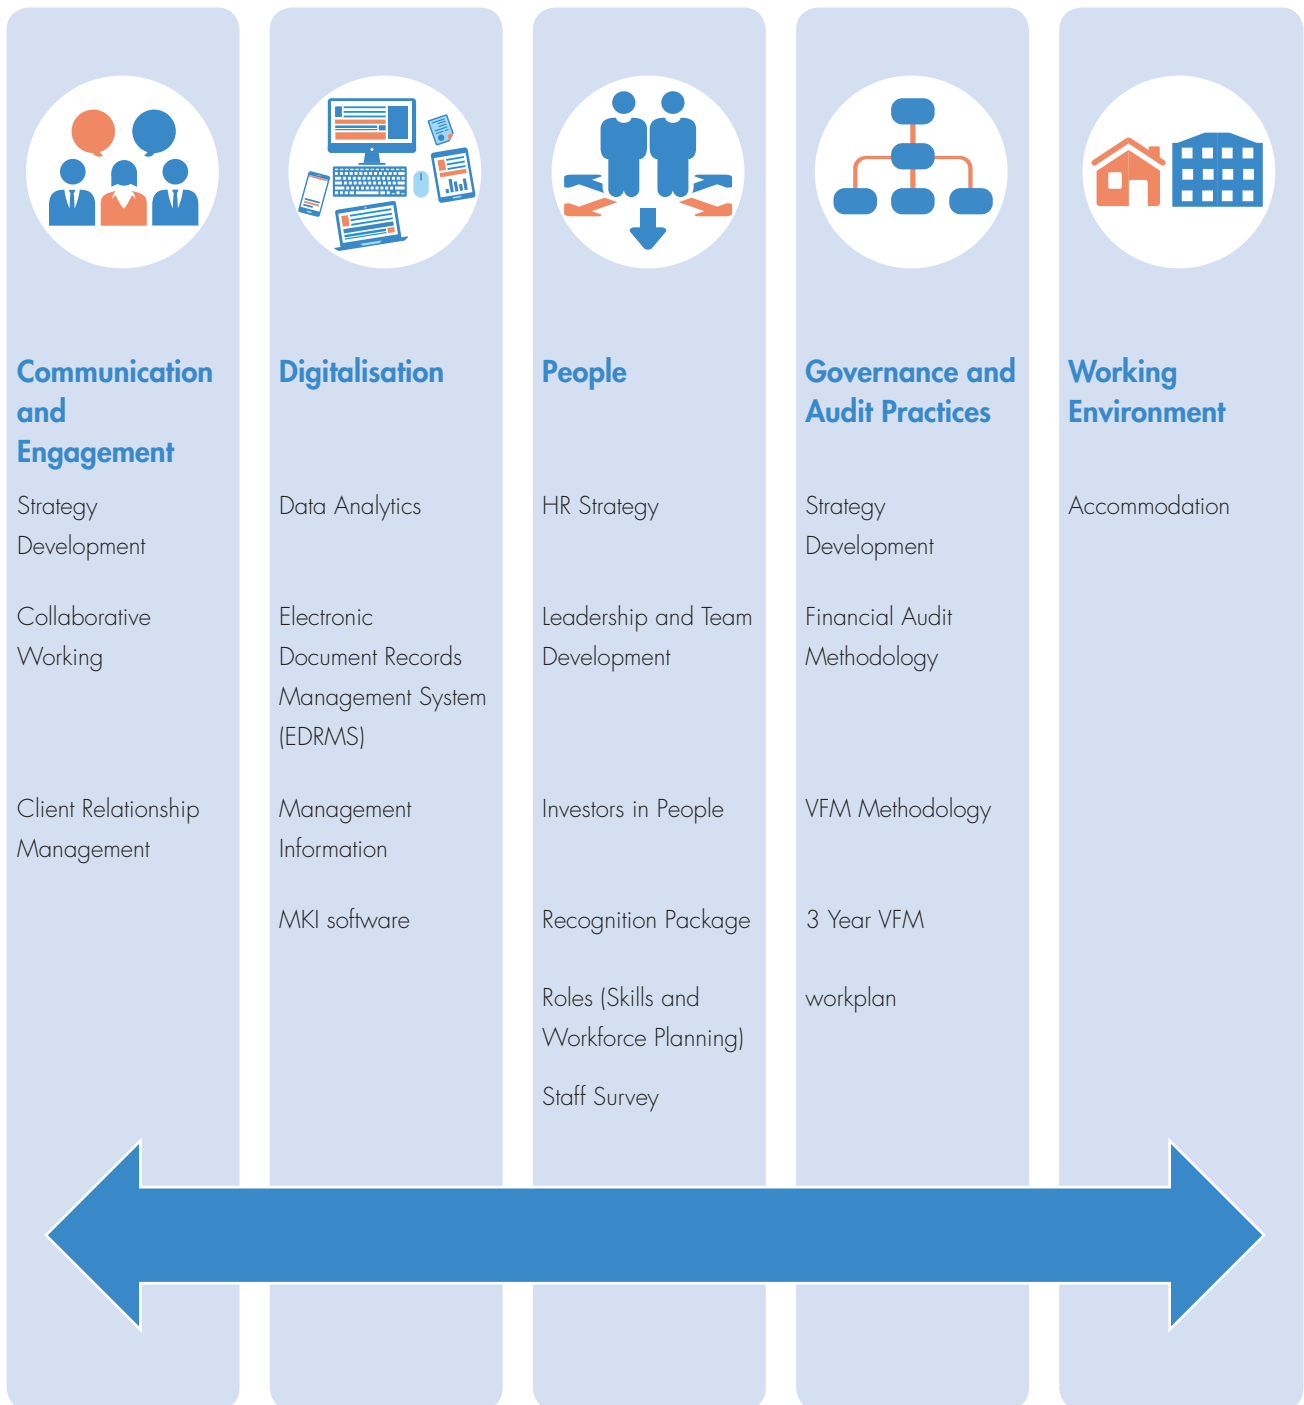 Communication
and
Engagement
Strategy
Development
Collaborative
Working
Client Relationship
Management
Digitalisation
Data Analytics
Electronic
Document Records
Management System
(EDRMS)
Management
Information
MKI software
People
HR Strategy
Leadership and Team
Development
Investors in People
Recognition Package
Roles (Skills and
Workforce Planning)
Staff Survey
Governance and
Audit Practices
Strategy
Development
Financial Audit
Methodology
VFM Methodology
3 Year VFM
workplan
Working
Environment
Accommodation